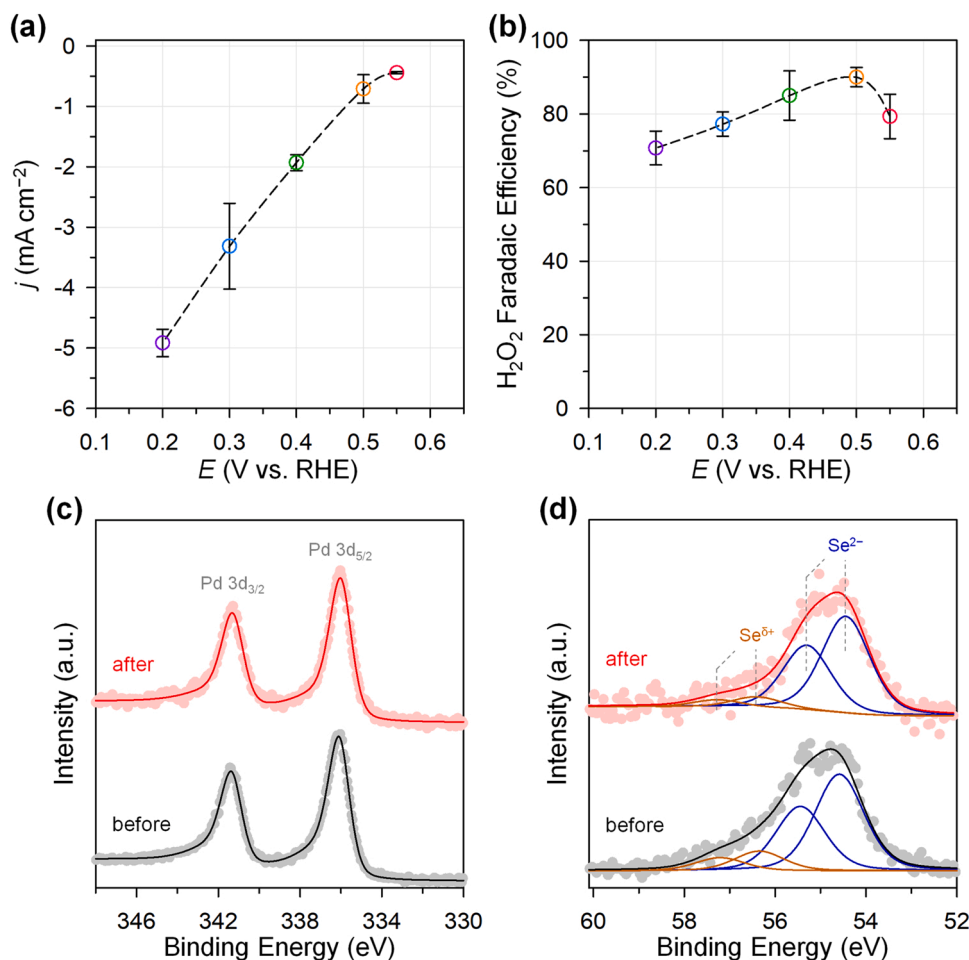 (a)
0
-1
-2
-3
-4
-5
-6
j (mA cm⁻²)
0.1 0.2 0.3 0.4 0.5 0.6
E (V vs. RHE)
(b)
100
80
60
40
20
0
H₂O₂ Faradaic Efficiency (%)
0.1 0.2 0.3 0.4 0.5 0.6
E (V vs. RHE)
(c)
Pd 3d₅/₂
Pd 3d₃/₂
after
before
Intensity (a.u.)
346 342 338 334 330
Binding Energy (eV)
(d)
Se²⁻
Seᵟ⁺
after
before
Intensity (a.u.)
60 58 56 54 52
Binding Energy (eV)